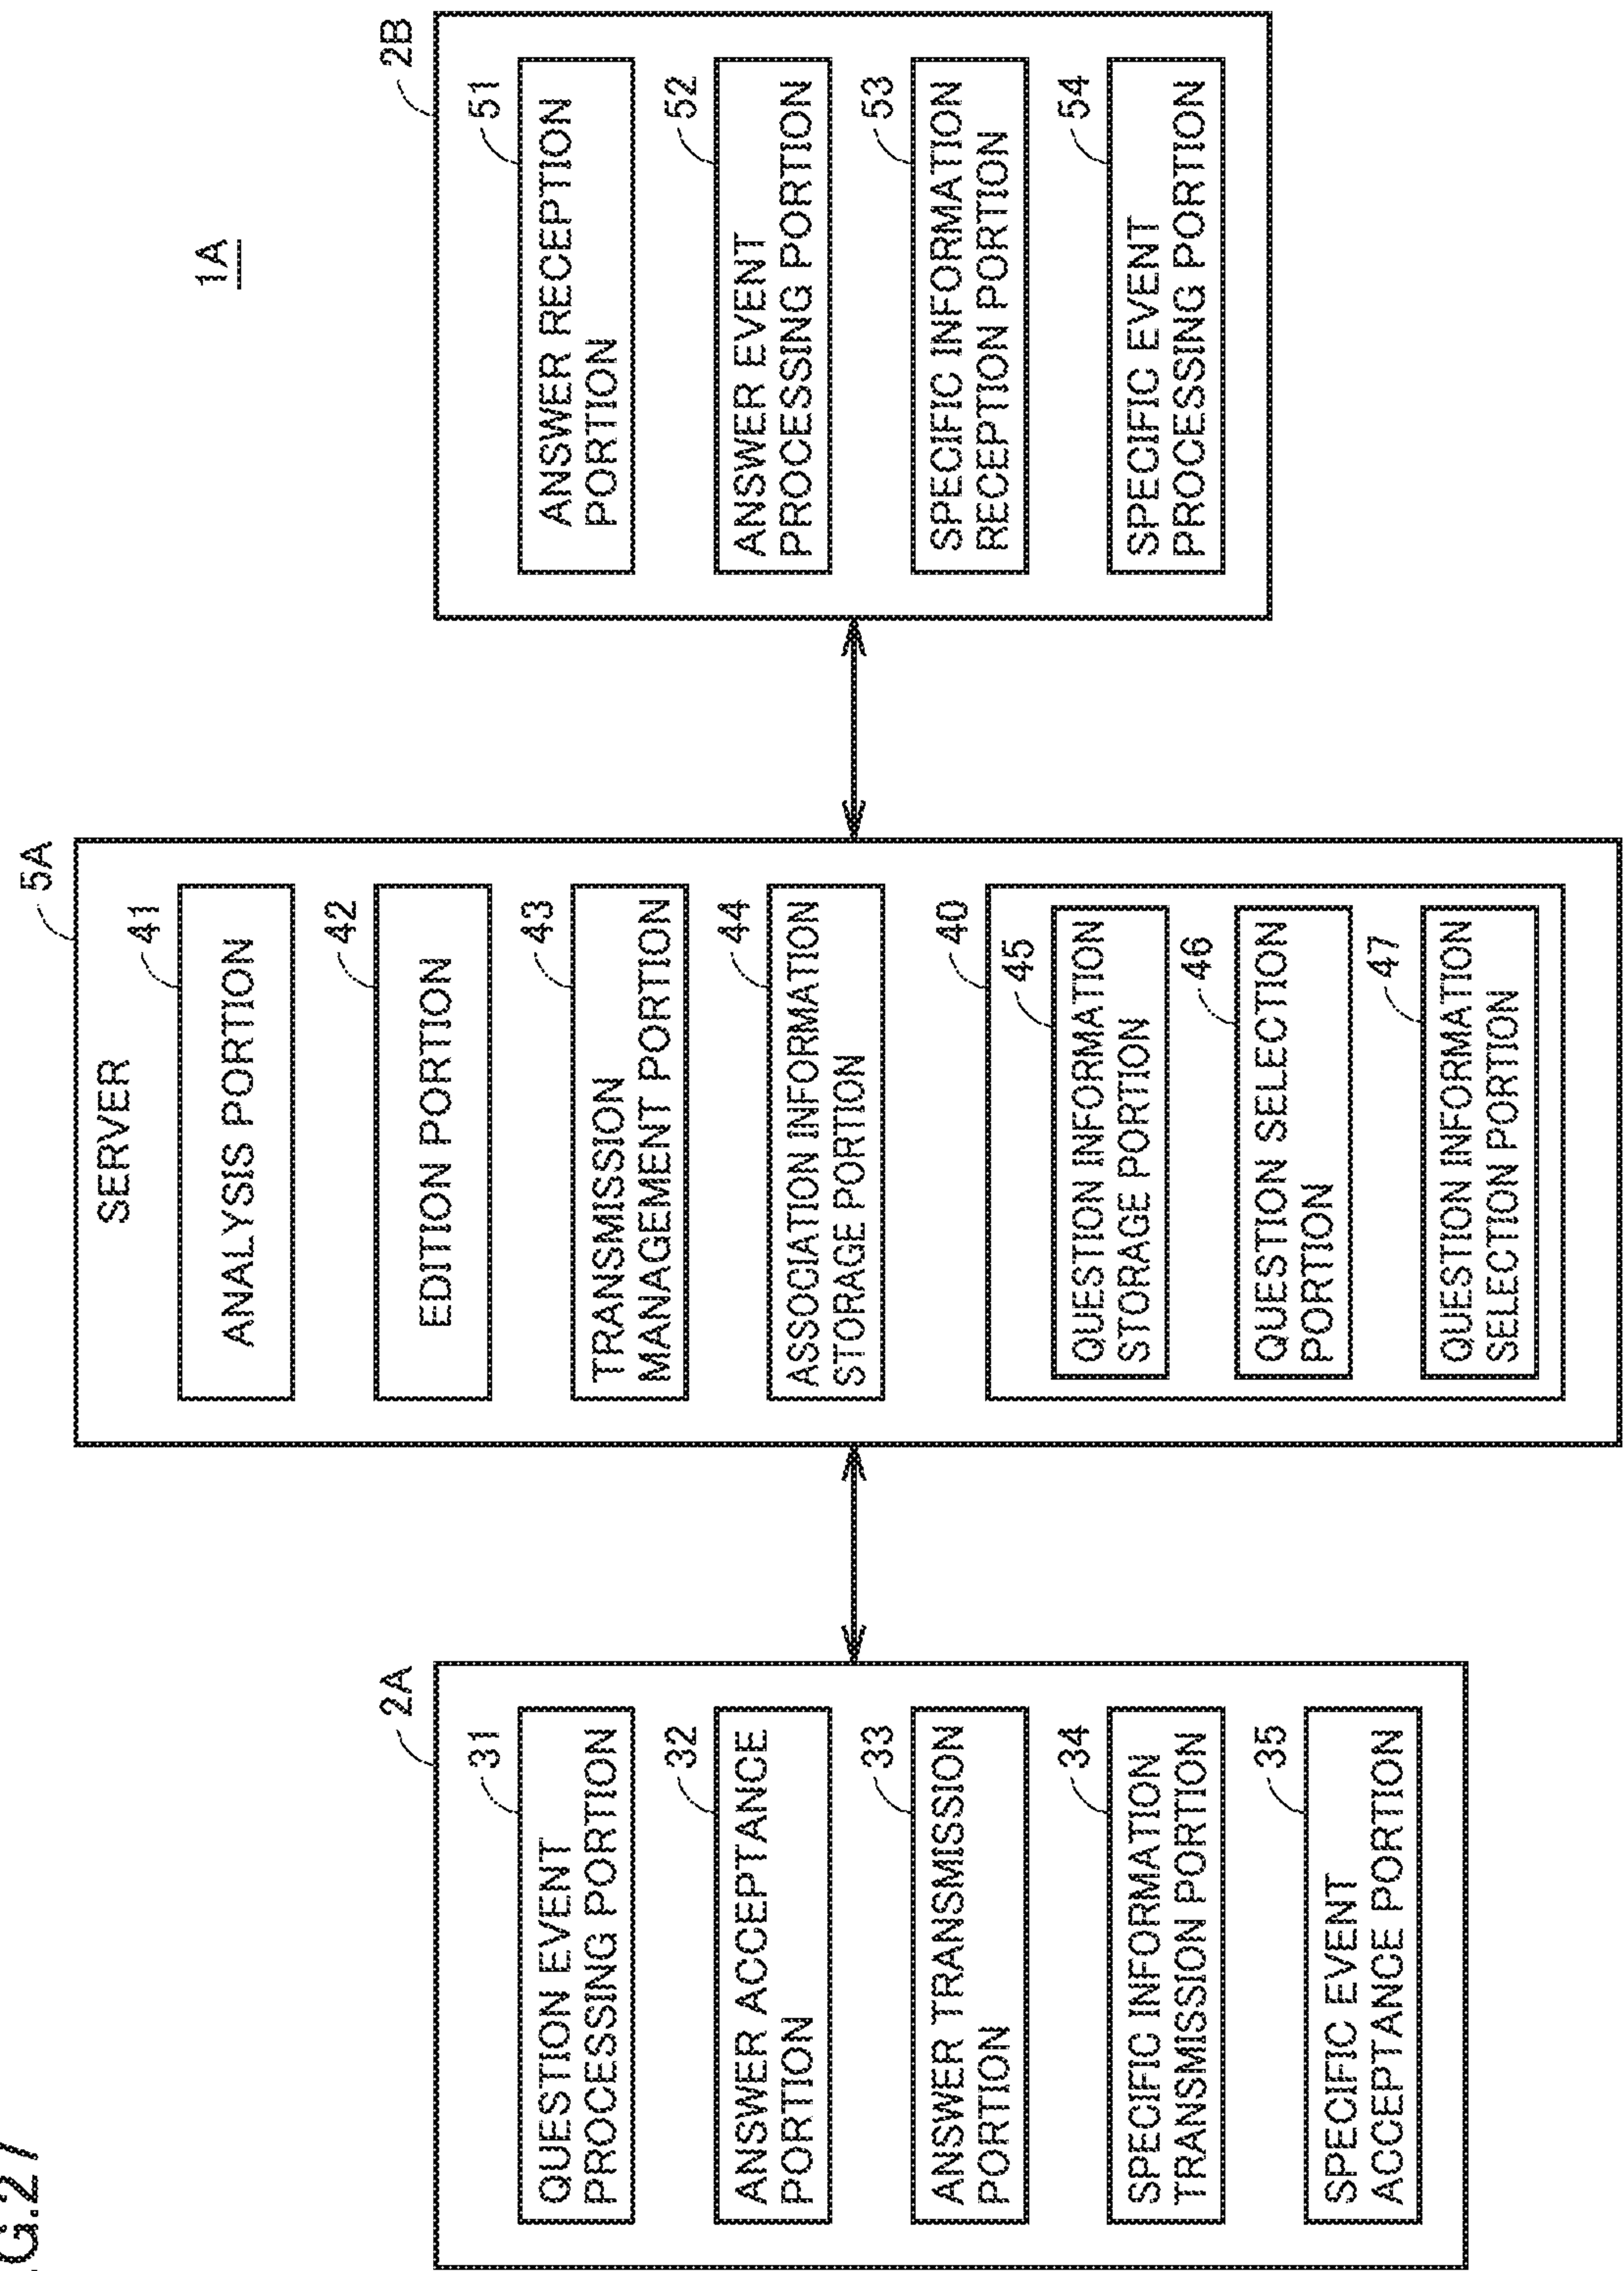 G.27
1A
2A
31
QUESTION EVENT
PROCESSING PORTION
32
ANSWER ACCEPTANCE
PORTION
33
ANSWER TRANSMISSION
PORTION
34
SPECIFIC INFORMATION
TRANSMISSION PORTION
35
SPECIFIC EVENT
ACCEPTANCE PORTION
5A
SERVER
41
ANALYSIS PORTION
42
EDITION PORTION
43
TRANSMISSION
MANAGEMENT PORTION
44
ASSOCIATION INFORMATION
STORAGE PORTION
40
45
QUESTION INFORMATION
STORAGE PORTION
46
QUESTION SELECTION
PORTION
47
QUESTION INFORMATION
SELECTION PORTION
2B
51
ANSWER RECEPTION
PORTION
52
ANSWER EVENT
PROCESSING PORTION
53
SPECIFIC INFORMATION
RECEPTION PORTION
54
SPECIFIC EVENT
PROCESSING PORTION